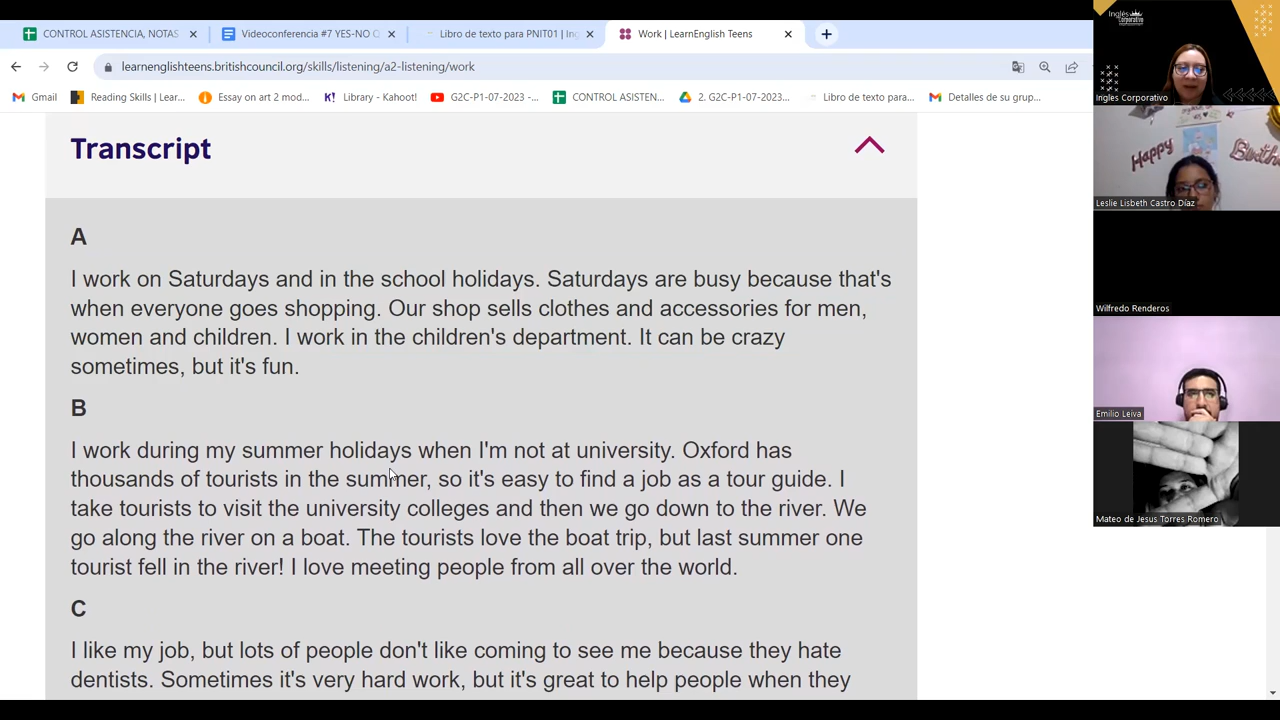 CONTROL ASISTENCIA, NOTAS
Videoconferencia #7 YES-NO Q
Libro de texto para PNIT01 | Ing
Work | LearnEnglish Teens
learnenglishteens.britishcouncil.org/skills/listening/a2-listening/work
Gmail
Reading Skills | Lear...
Essay on art 2 mod...
Library - Kahoot!
G2C-P1-07-2023 -...
CONTROL ASISTEN...
2. G2C-P1-07-2023...
Libro de texto para...
Detalles de su grup...
Transcript
A
I work on Saturdays and in the school holidays. Saturdays are busy because that's
when everyone goes shopping. Our shop sells clothes and accessories for men,
women and children. I work in the children's department. It can be crazy
sometimes, but it's fun.
B
I work during my summer holidays when I'm not at university. Oxford has
thousands of tourists in the summer, so it's easy to find a job as a tour guide. I
take tourists to visit the university colleges and then we go down to the river. We
go along the river on a boat. The tourists love the boat trip, but last summer one
tourist fell in the river! I love meeting people from all over the world.
C
I like my job, but lots of people don't like coming to see me because they hate
dentists. Sometimes it's very hard work, but it's great to help people when they
Inglés
Corporativo
Ingles Corporativo
Happy
Leslie Lisbeth Castro Díaz
Wilfredo Renderos
Emilio Leiva
Mateo de Jesus Torres Romero